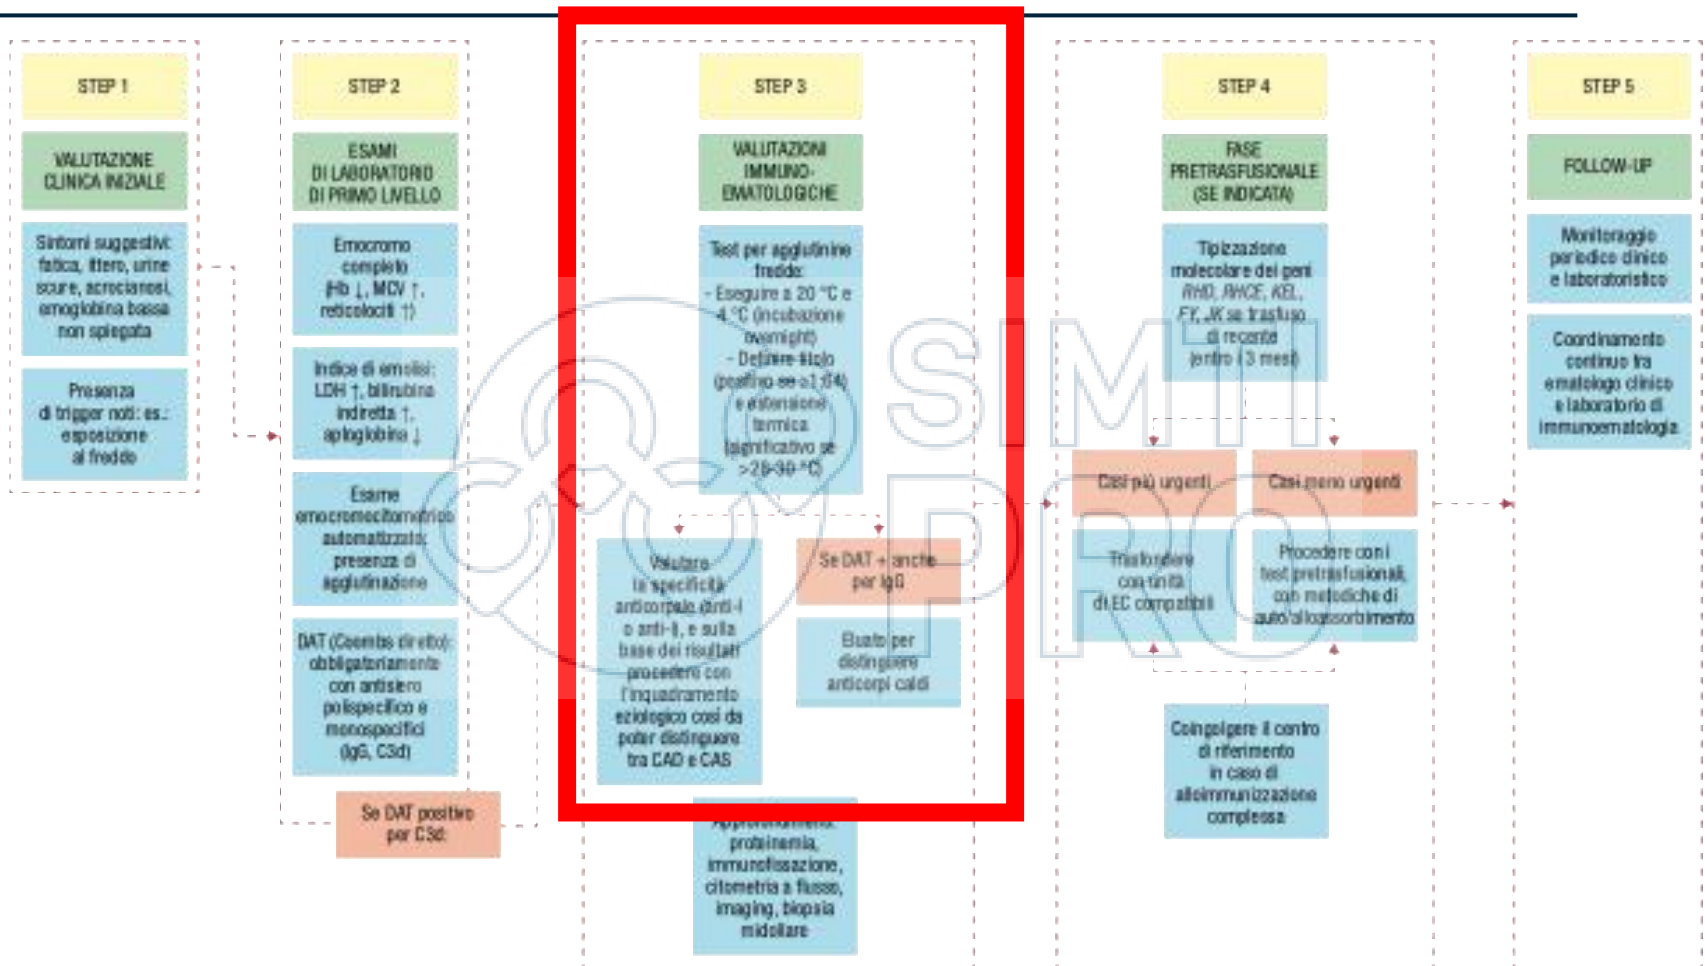 STEP 1
VALUTAZIONE
CLINICA INIZIALE
Sintomi suggestivi:
fatica, ittero, urine
scure, acrocianosi,
emoglobina bassa
non spiegata
Presenza
di trigger noti: es.:
esposizione
al freddo
STEP 2
ESAMI
DI LABORATORIO
DI PRIMO LIVELLO
Emocromo
completo
(Hb ↓, MCV ↑,
reticolociti ↑)
Indice di emolisi:
LDH ↑, bilirubina
indiretta ↑,
aptoglobina ↓
Esame
emocromocitometrico
automatizzato:
presenza di
agglutinazione
DAT (Coombs diretto):
obbligatoriamente
con antisiero
polispecifico e
monospecifici
(IgG, C3d)
Se DAT positivo
per C3d:
STEP 3
VALUTAZIONI
IMMUNO-
EMATOLOGICHE
Test per agglutinine
fredde:
- Eseguire a 20 °C e
4 °C (incubazione
overnight)
- Definire titolo
(positivo se ≥1:64)
e estensione
termica
(significativo se
>28-30 °C)
Valutare
la specificità
anticorpale (anti-I
o anti-i), e sulla
base dei risultati
procedere con
l'inquadramento
eziologico così da
poter distinguere
tra CAD e CAS
Se DAT + anche
per IgG
Eluato per
distinguere
anticorpi caldi
Approfondimenti:
proteinemia,
immunofissazione,
citometria a flusso,
imaging, biopsia
midollare
STEP 4
FASE
PRETRASFUSIONALE
(SE INDICATA)
Tipizzazione
molecolare dei geni
RHD, RHCE, KEL,
FY, JK se trasfuso
di recente
(entro i 3 mesi)
Casi più urgenti
Trasfondere
con unità
di EC compatibili
Casi meno urgenti
Procedere con i
test pretrasfusionali,
con metodiche di
auto/alloassorbimento
Coingolgere il centro
di riferimento
in caso di
alloimmunizzazione
complessa
STEP 5
FOLLOW-UP
Monitoraggio
periodico clinico
e laboratoristico
Coordinamento
continuo tra
ematologo clinico
e laboratorio di
immunoematologia
SIMTI
PRO